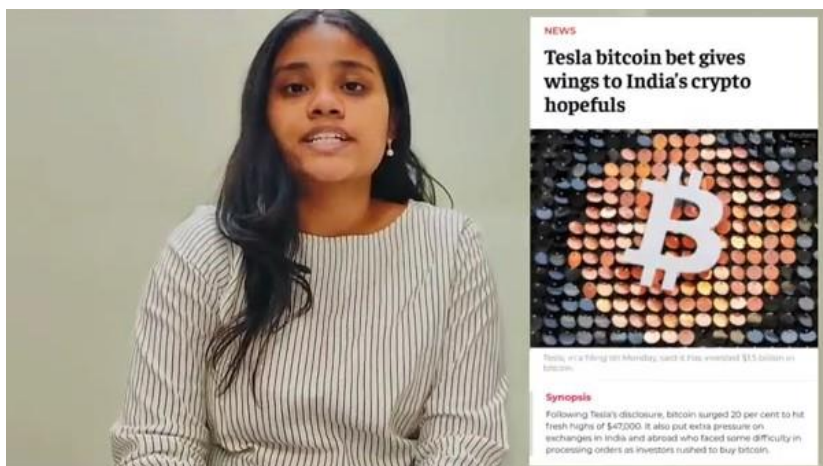 NEWS
Tesla bitcoin bet gives
wings to India's crypto
hopefuls
Reuters
Tesla, in a filing on Monday, said it has invested $1.5 billion in
bitcoin.
Synopsis
Following Tesla's disclosure, bitcoin surged 20 per cent to hit
fresh highs of $47,000. It also put extra pressure on
exchanges in India and abroad who faced some difficulty in
processing orders as investors rushed to buy bitcoin.